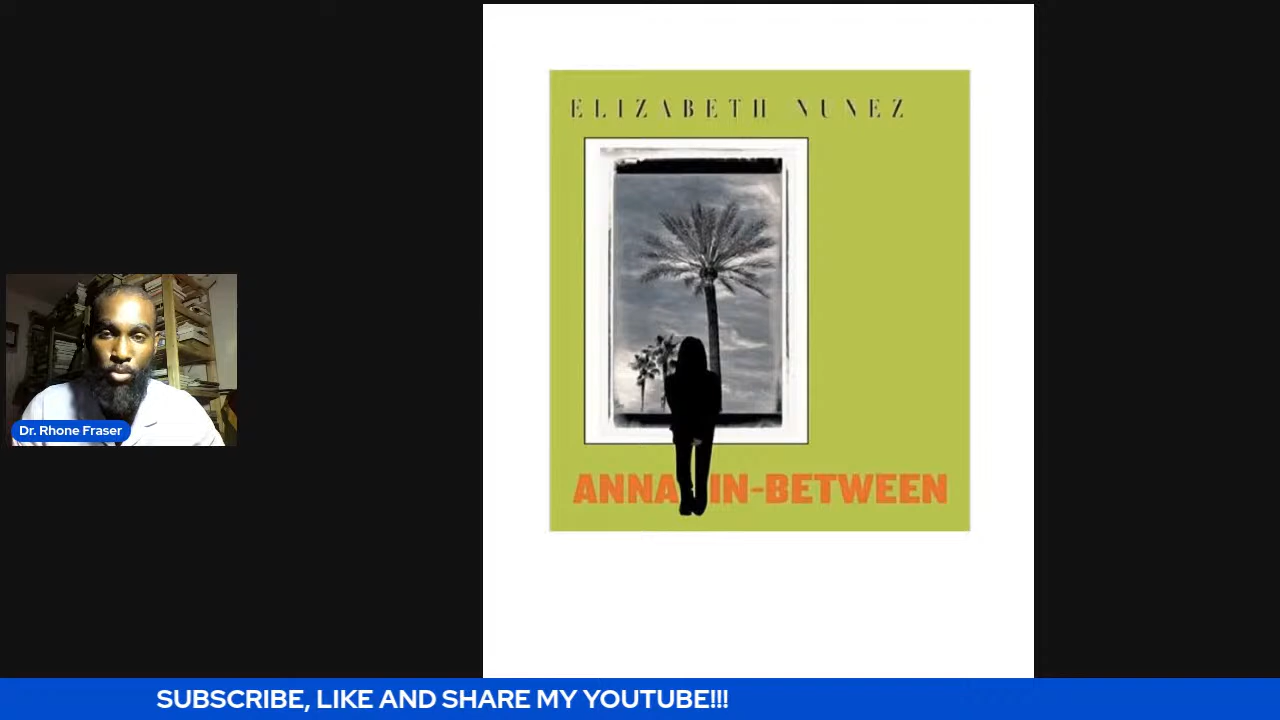 ELIZABETH NUNEZ
ANNA IN-BETWEEN
Dr. Rhone Fraser
SUBSCRIBE, LIKE AND SHARE MY YOUTUBE!!!